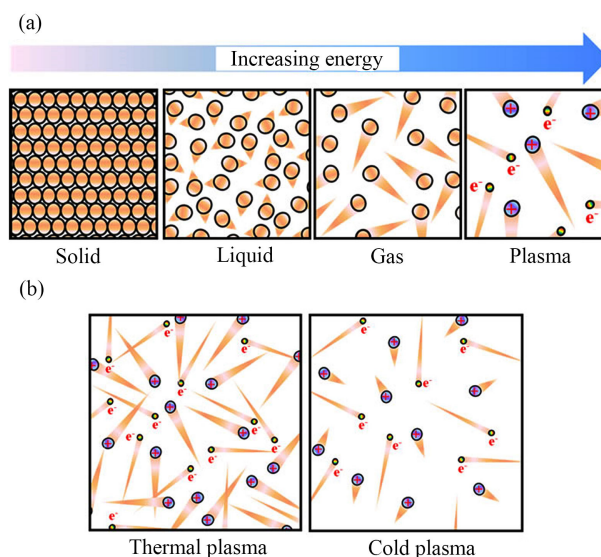 (a)
Increasing energy
+ + e⁻
e⁻ +
e⁻ e⁻
+ e⁻
Solid Liquid Gas Plasma
(b)
+ e⁻ + + e⁻ +
e⁻ + e⁻ +
e⁻ + e⁻ e⁻
e⁻ + e⁻ e⁻
+ e⁻ + +
+ + + e⁻
e⁻ + + e⁻
+ e⁻ +
+ e⁻ + e⁻
+ e⁻ e⁻ + e⁻
+ + +
Thermal plasma Cold plasma